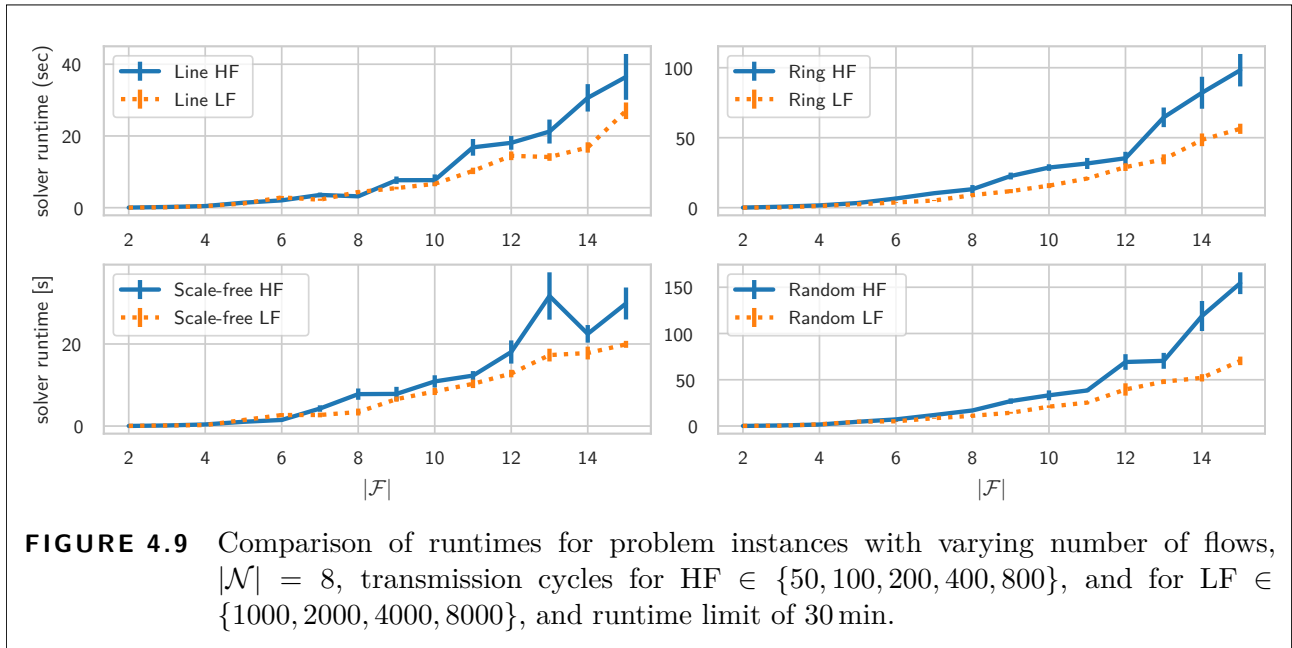 solver runtime (sec)
40
20
0
Line HF
Line LF
2 4 6 8 10 12 14
100
50
0
Ring HF
Ring LF
2 4 6 8 10 12 14
solver runtime [s]
20
0
Scale-free HF
Scale-free LF
2 4 6 8 10 12 14
|ℱ|
150
100
50
0
Random HF
Random LF
2 4 6 8 10 12 14
|ℱ|
FIGURE 4.9 Comparison of runtimes for problem instances with varying number of flows,
|𝒩| = 8, transmission cycles for HF ∈ {50, 100, 200, 400, 800}, and for LF ∈
{1000, 2000, 4000, 8000}, and runtime limit of 30 min.